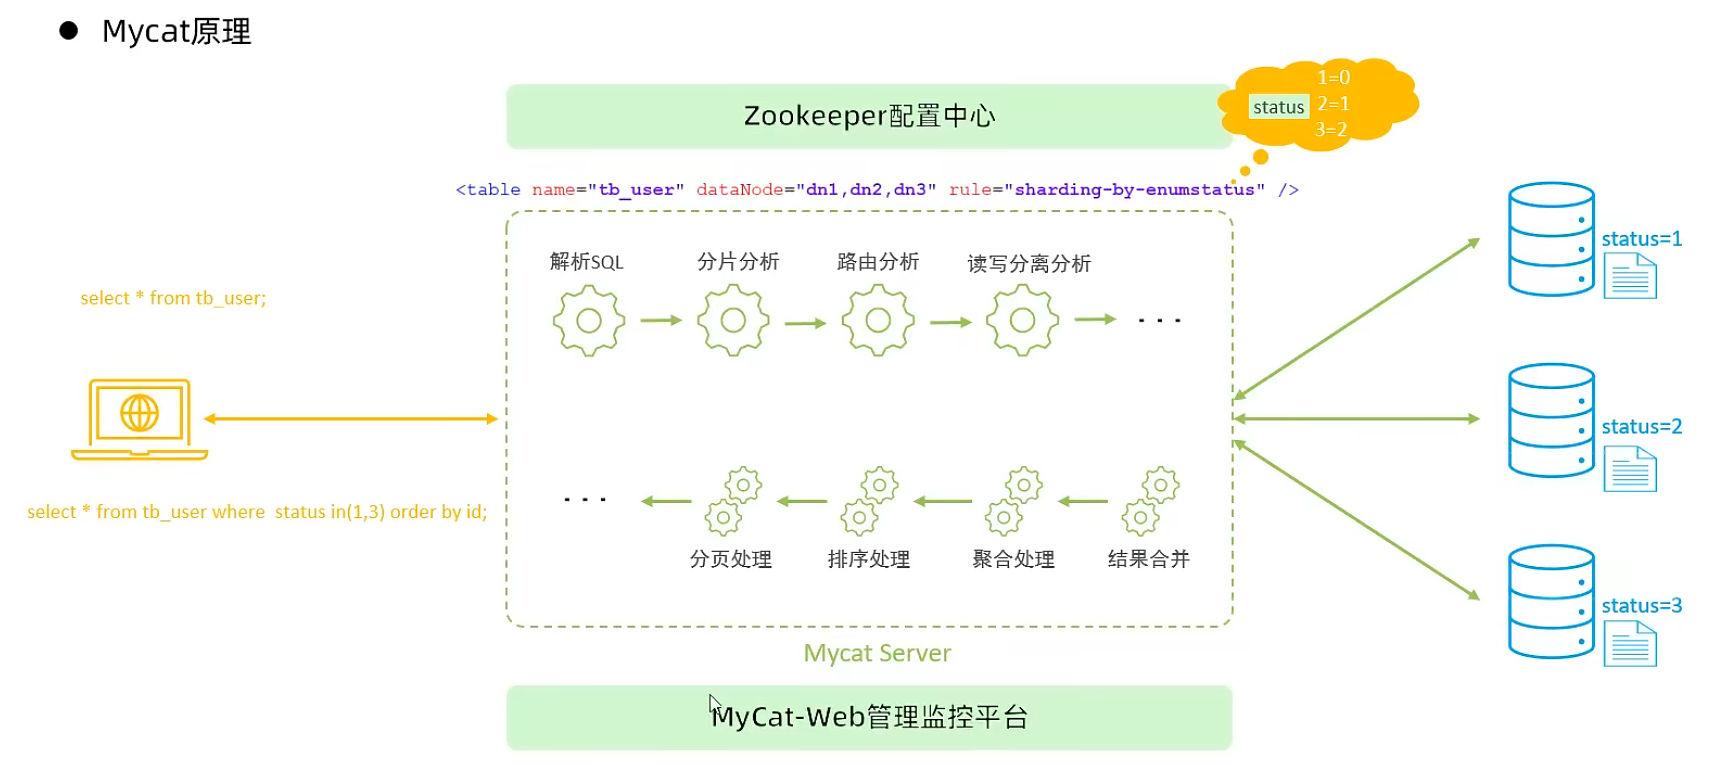 ● Mycat原理
Zookeeper配置中心
status
1=0
2=1
3=2
<table name="tb_user" dataNode="dn1,dn2,dn3" rule="sharding-by-enumstatus" />
解析SQL
分片分析
路由分析
读写分离分析
. . .
select * from tb_user;
select * from tb_user where status in(1,3) order by id;
. . .
分页处理
排序处理
聚合处理
结果合并
status=1
status=2
status=3
Mycat Server
MyCat-Web管理监控平台